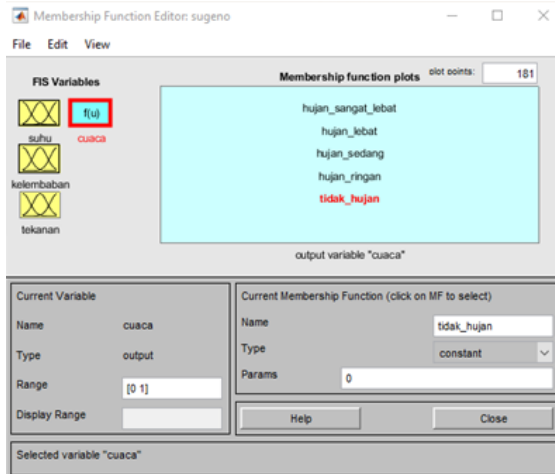 Membership Function Editor: sugeno
File Edit View
FIS Variables
f(u)
suhu
cuaca
kelembaban
tekanan
Membership function plots
plot points:
181
hujan_sangat_lebat
hujan_lebat
hujan_sedang
hujan_ringan
tidak_hujan
output variable "cuaca"
Current Variable
Name cuaca
Type output
Range [0 1]
Display Range
Current Membership Function (click on MF to select)
Name tidak_hujan
Type constant
Params 0
Help Close
Selected variable "cuaca"